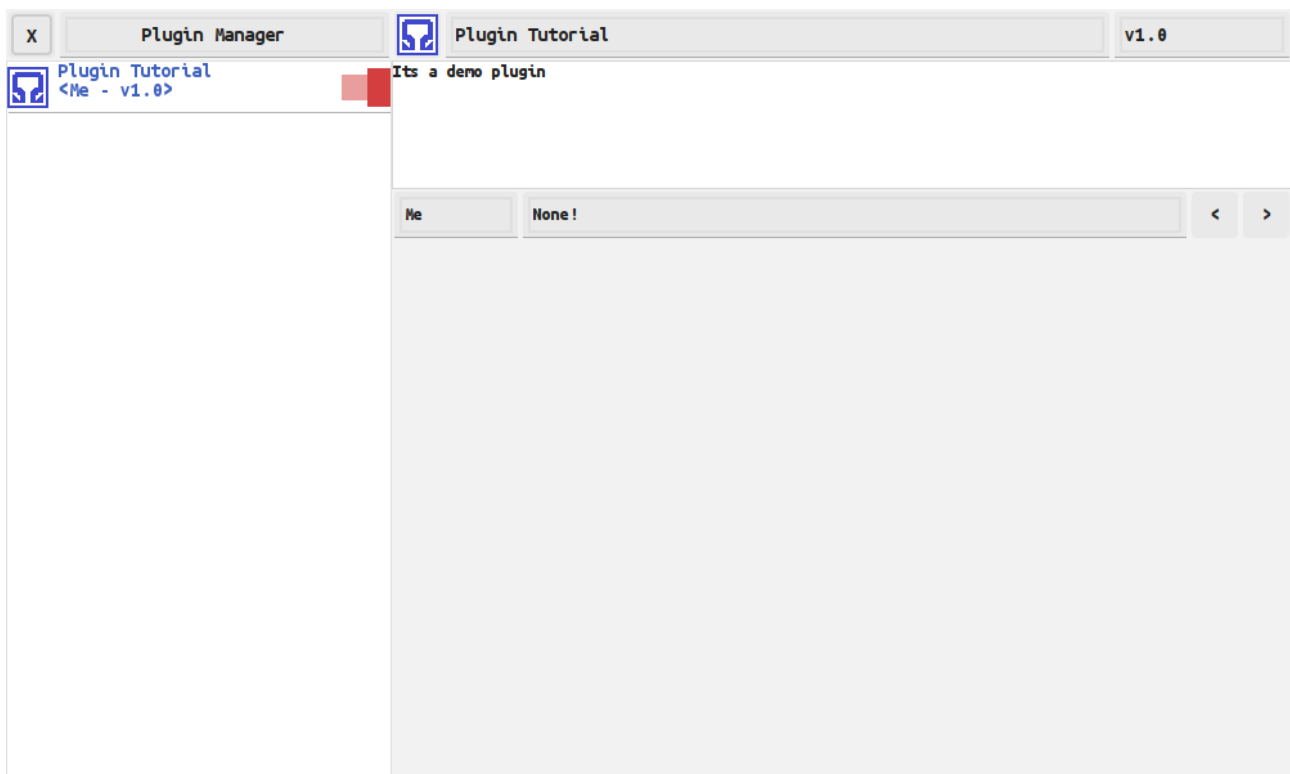 X
Plugin Manager
Plugin Tutorial
v1.0
Plugin Tutorial
<Me - v1.0>
Its a demo plugin
Me
None!
<
>